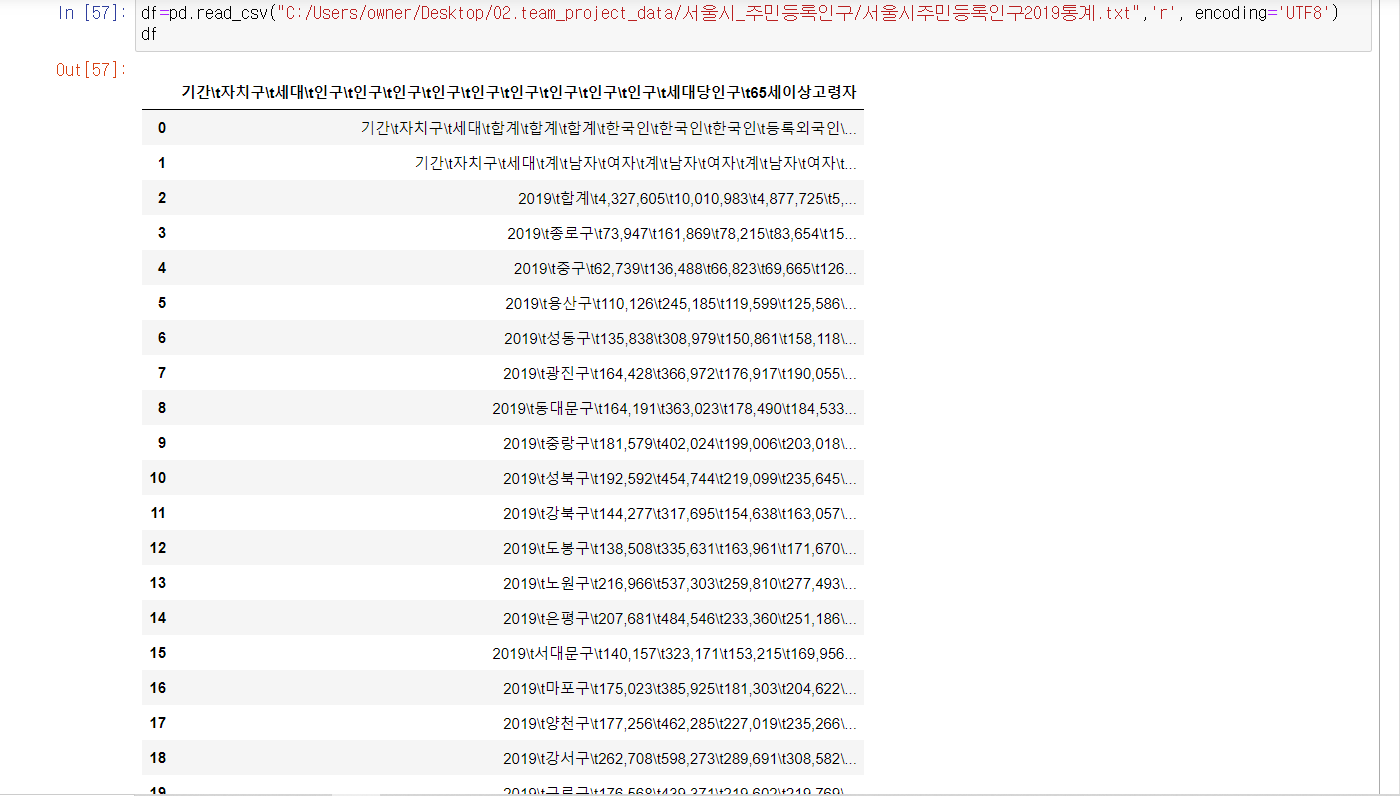 In [57]: df=pd.read_csv("C:/Users/owner/Desktop/02.team_project_data/서울시_주민등록인구/서울시주민등록인구2019통계.txt",'r', encoding='UTF8')
df
Out[57]:
기간\t자치구\t세대\t인구\t인구\t인구\t인구\t인구\t인구\t인구\t인구\t인구\t세대당인구\t65세이상고령자
0 기간\t자치구\t세대\t합계\t합계\t합계\t한국인\t한국인\t한국인\t등록외국인\...
1 기간\t자치구\t세대\t계\t남자\t여자\t계\t남자\t여자\t계\t남자\t여자\t...
2 2019\t합계\t4,327,605\t10,010,983\t4,877,725\t5,...
3 2019\t종로구\t73,947\t161,869\t78,215\t83,654\t15...
4 2019\t중구\t62,739\t136,488\t66,823\t69,665\t126...
5 2019\t용산구\t110,126\t245,185\t119,599\t125,586\...
6 2019\t성동구\t135,838\t308,979\t150,861\t158,118\...
7 2019\t광진구\t164,428\t366,972\t176,917\t190,055\...
8 2019\t동대문구\t164,191\t363,023\t178,490\t184,533...
9 2019\t중랑구\t181,579\t402,024\t199,006\t203,018\...
10 2019\t성북구\t192,592\t454,744\t219,099\t235,645\...
11 2019\t강북구\t144,277\t317,695\t154,638\t163,057\...
12 2019\t도봉구\t138,508\t335,631\t163,961\t171,670\...
13 2019\t노원구\t216,966\t537,303\t259,810\t277,493\...
14 2019\t은평구\t207,681\t484,546\t233,360\t251,186\...
15 2019\t서대문구\t140,157\t323,171\t153,215\t169,956...
16 2019\t마포구\t175,023\t385,925\t181,303\t204,622\...
17 2019\t양천구\t177,256\t462,285\t227,019\t235,266\...
18 2019\t강서구\t262,708\t598,273\t289,691\t308,582\...
19 2019\t구로구\t176,568\t439,371\t219,602\t219,769\...